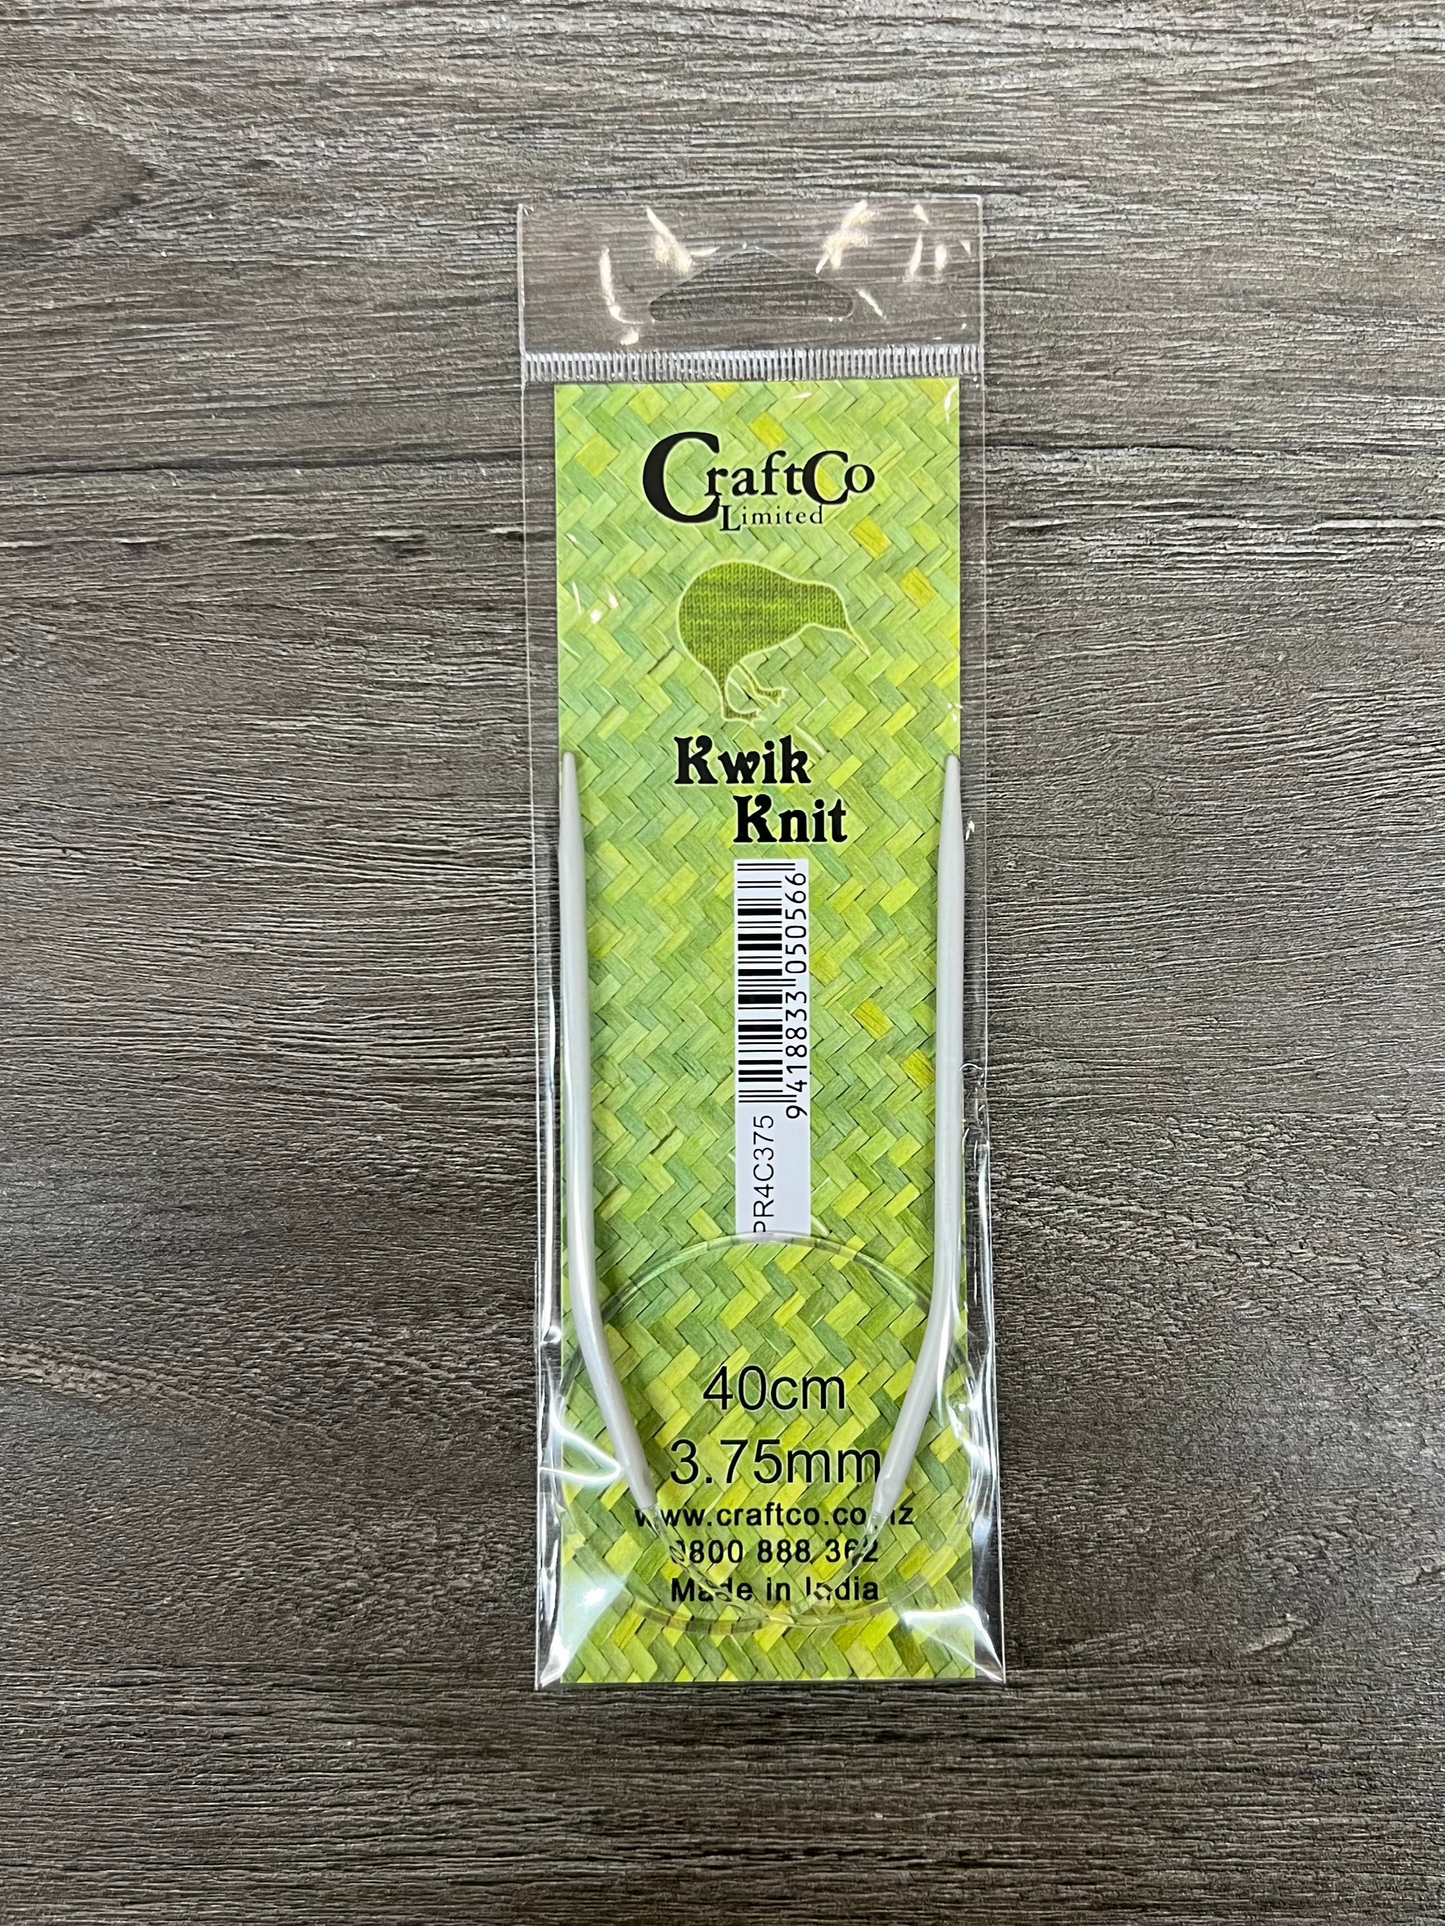 CraftCo
Limited
Kwik
Knit
9 418833 050566
PR4C375
40cm
3.75mm
www.craftco.co.nz
0800 888 362
Made in India